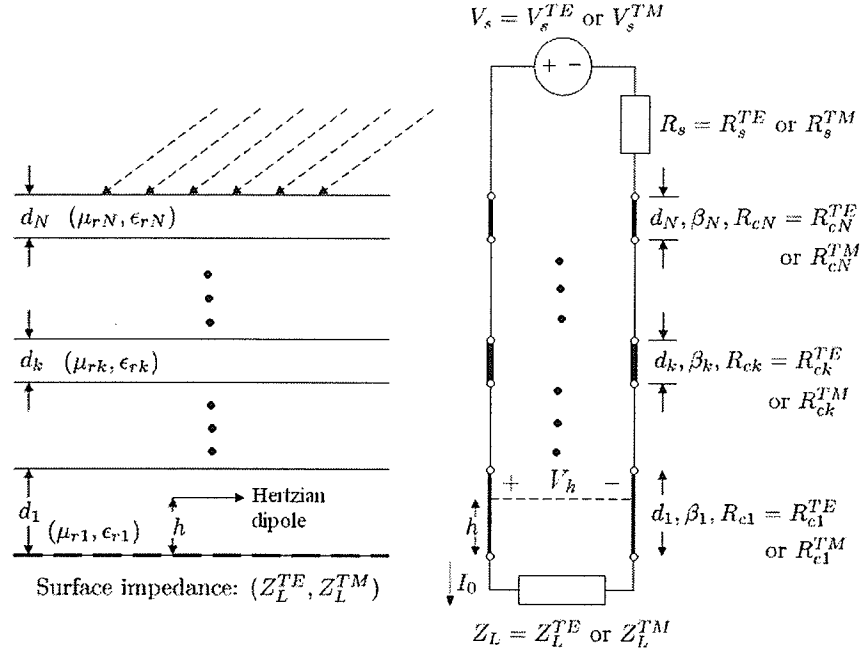 V_s = V_s^{TE} or V_s^{TM}
+ −
R_s = R_s^{TE} or R_s^{TM}
d_N (μ_{rN}, ϵ_{rN})
d_N, β_N, R_{cN} = R_{cN}^{TE}
or R_{cN}^{TM}
d_k (μ_{rk}, ϵ_{rk})
d_k, β_k, R_{ck} = R_{ck}^{TE}
or R_{ck}^{TM}
d_1
(μ_{r1}, ϵ_{r1})
h
Hertzian
dipole
+ V_h −
h
d_1, β_1, R_{c1} = R_{c1}^{TE}
or R_{c1}^{TM}
Surface impedance: (Z_L^{TE}, Z_L^{TM})
I_0
Z_L = Z_L^{TE} or Z_L^{TM}